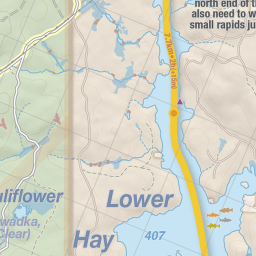 north end of th
also need to w
small rapids ju
uliflower
wadka,
Clear)
Lower
Hay
407